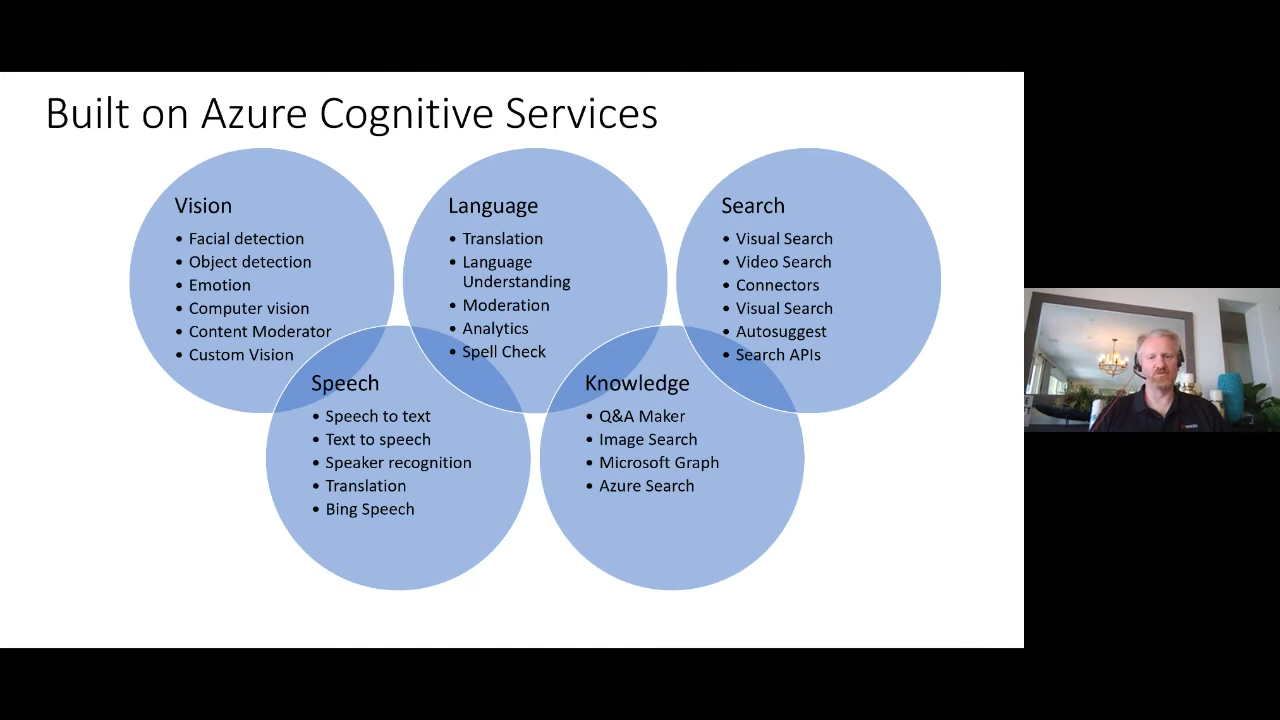 Built on Azure Cognitive Services
Vision
• Facial detection
• Object detection
• Emotion
• Computer vision
• Content Moderator
• Custom Vision
Speech
• Speech to text
• Text to speech
• Speaker recognition
• Translation
• Bing Speech
Language
• Translation
• Language
Understanding
• Moderation
• Analytics
• Spell Check
Knowledge
• Q&A Maker
• Image Search
• Microsoft Graph
• Azure Search
Search
• Visual Search
• Video Search
• Connectors
• Visual Search
• Autosuggest
• Search APIs